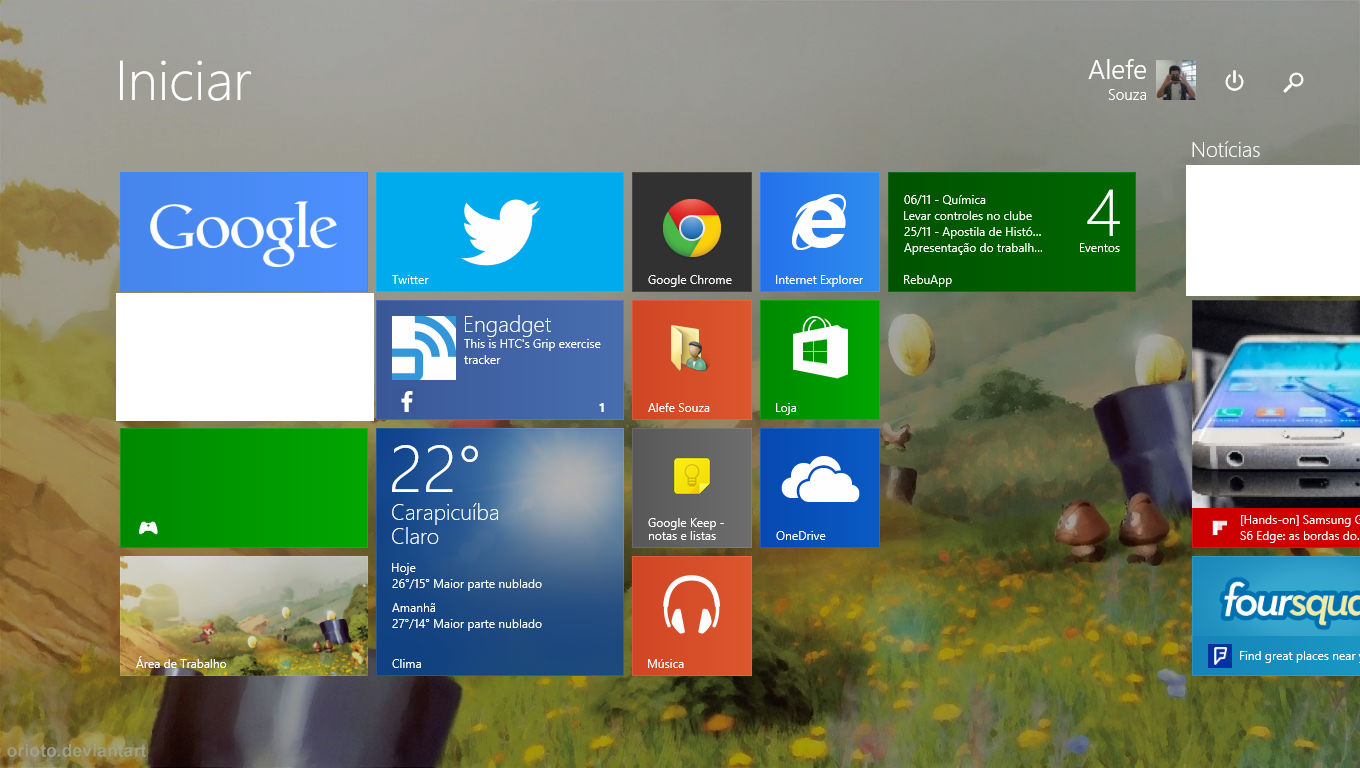 Iniciar
Alefe
Souza
Notícias
Google
Twitter
Google Chrome
Internet Explorer
06/11 - Química
Levar controles no clube
25/11 - Apostila de Histó...
Apresentação do trabalh...
4
Eventos
RebuApp
Engadget
This is HTC's Grip exercise
tracker
1
Alefe Souza
Loja
22°
Carapicuíba
Claro
Hoje
26°/15° Maior parte nublado
Amanhã
27°/14° Maior parte nublado
Clima
Google Keep -
notas e listas
OneDrive
[Hands-on] Samsung G
S6 Edge: as bordas do.
Área de Trabalho
Música
foursqua
Find great places near
orioto.deviantart